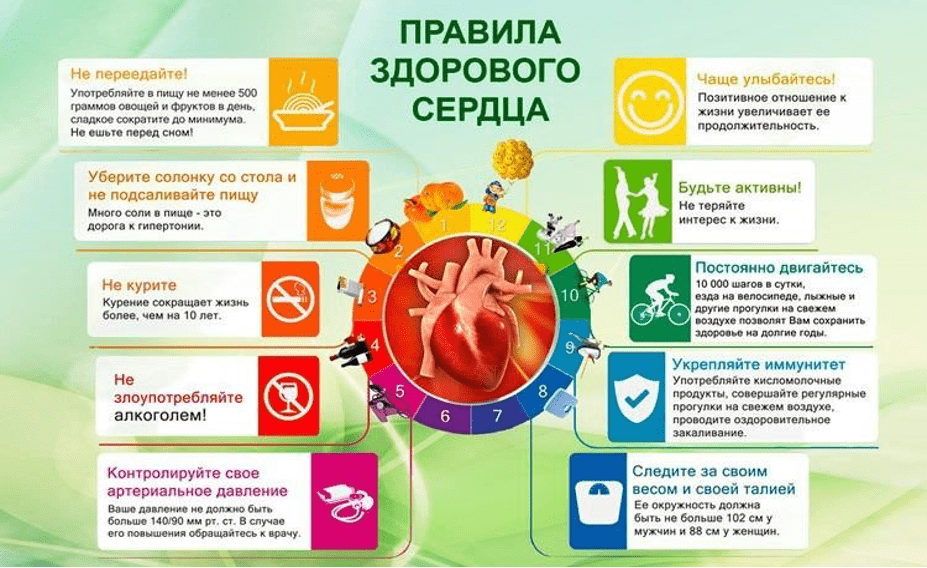 ПРАВИЛА
ЗДОРОВОГО
СЕРДЦА
Не переедайте!
Употребляйте в пищу не менее 500
граммов овощей и фруктов в день,
сладкое сократите до минимума.
Не ешьте перед сном!
Уберите солонку со стола и
не подсаливайте пищу
Много соли в пище - это
дорога к гипертонии.
Не курите
Курение сокращает жизнь
более, чем на 10 лет.
Не
злоупотребляйте
алкоголем!
Контролируйте свое
артериальное давление
Ваше давление не должно быть
больше 140/90 мм рт. ст. В случае
его повышения обращайтесь к врачу.
1
2
3
4
5
6
7
8
9
10
11
12
Чаще улыбайтесь!
Позитивное отношение к
жизни увеличивает ее
продолжительность.
Будьте активны!
Не теряйте
интерес к жизни.
Постоянно двигайтесь
10 000 шагов в сутки,
езда на велосипеде, лыжные и
другие прогулки на свежем
воздухе позволят Вам сохранить
здоровье на долгие годы.
Укрепляйте иммунитет
Употребляйте кисломолочные
продукты, совершайте регулярные
прогулки на свежем воздухе,
проводите оздоровительное
закаливание.
Следите за своим
весом и своей талией
Ее окружность должна
быть не больше 102 см у
мужчин и 88 см у женщин.